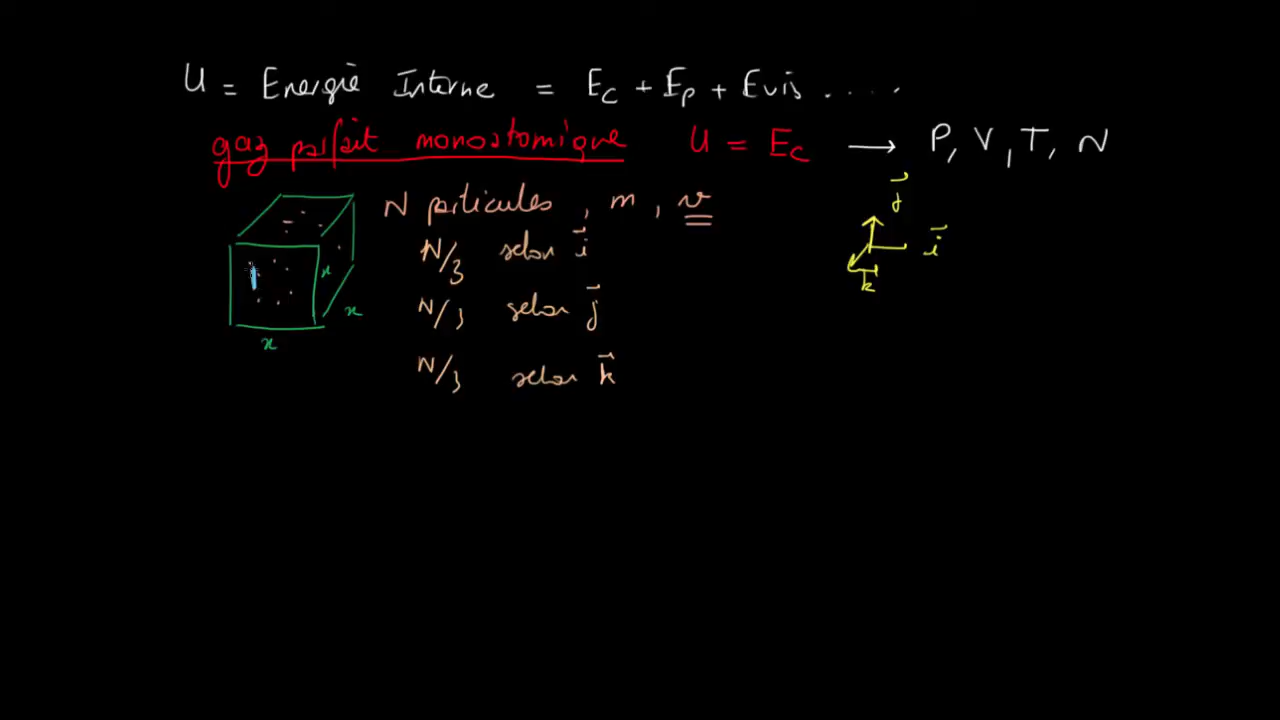 U = Energie Interne = Ec + Ep + Evis .....
gaz parfait monoatomique U = Ec → P, V, T, N
N particules, m, v
N/3 selon i
N/3 selon j
N/3 selon k
x
x
x
j
i
k